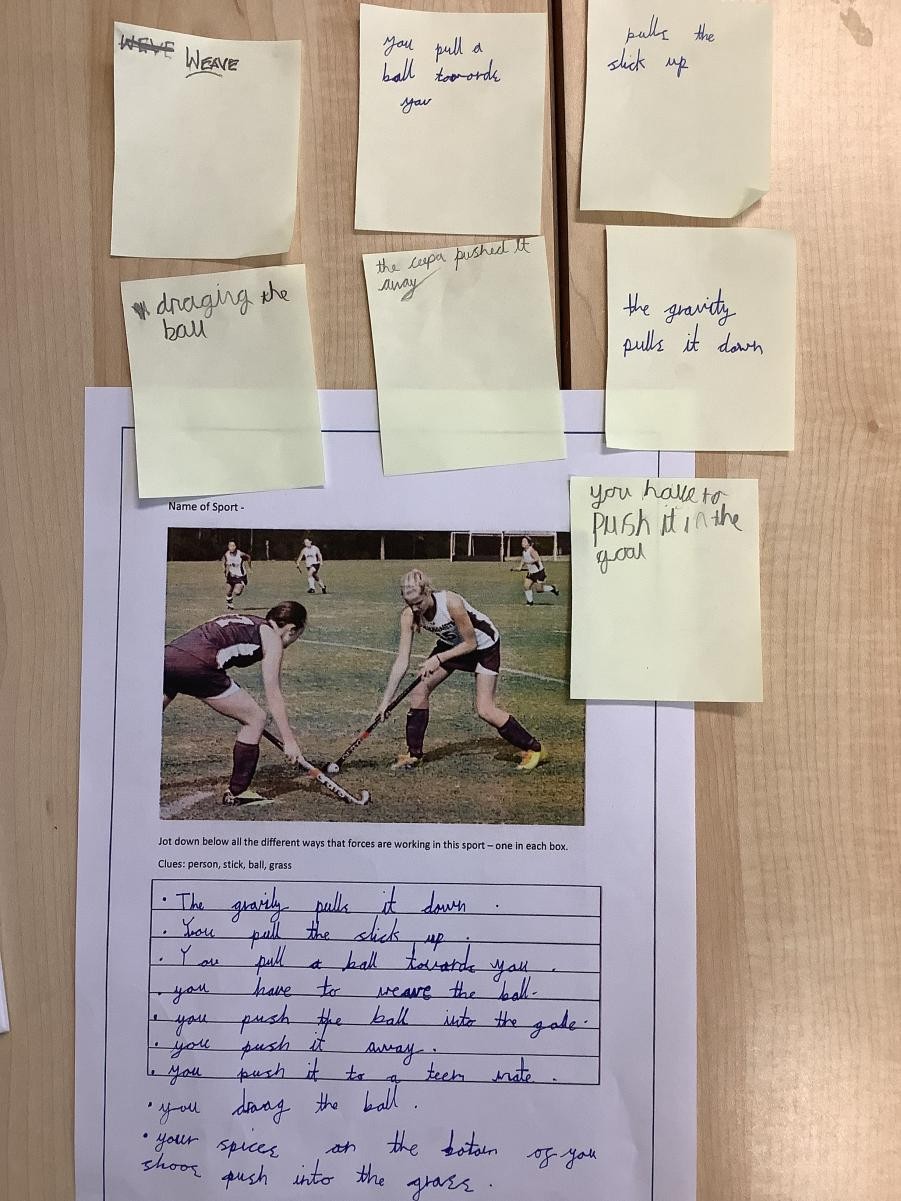 WEVE WEAVE
you pull a
ball towards
you
pulls the
stick up
draging the
ball
the ceepa pushed it
away
the gravity
pulls it down
you have to
push it in the
goal
Name of Sport -
Jot down below all the different ways that forces are working in this sport – one in each box.
Clues: person, stick, ball, grass
• The gravity pulls it down .
• You pull the stick up .
• You pull a ball towards you .
• you have to weave the ball.
• you push the ball into the gole.
• you push it away .
• you push it to a teem mate .
• you draag the ball .
• your spices on the botom of you
shoos push into the grass .